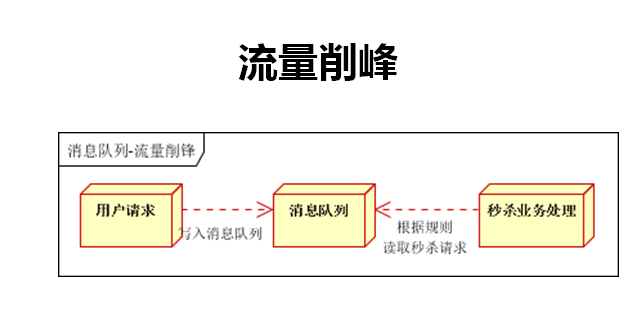 流量削峰
消息队列-流量削锋
用户请求
消息队列
秒杀业务处理
写入消息队列
根据规则
读取秒杀请求